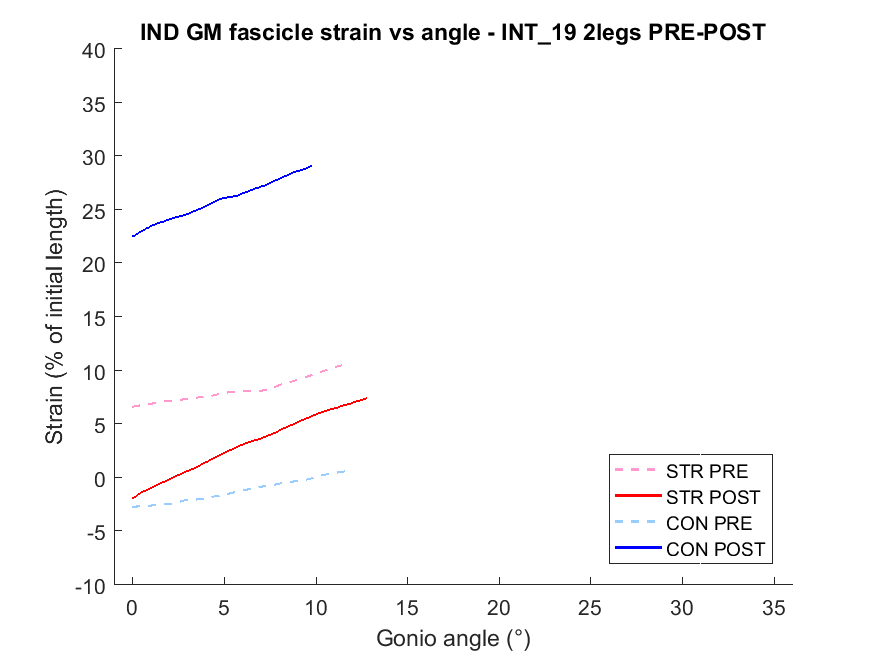 IND GM fascicle strain vs angle - INT_19 2legs PRE-POST
Strain (% of initial length)
40
35
30
25
20
15
10
5
0
-5
-10
0 5 10 15 20 25 30 35
Gonio angle (°)
STR PRE
STR POST
CON PRE
CON POST